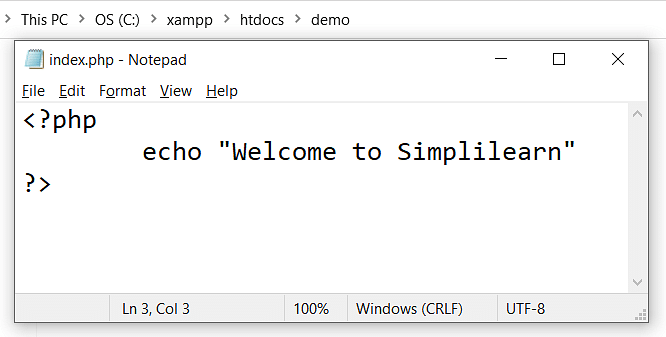 > This PC > OS (C:) > xampp > htdocs > demo
index.php - Notepad
File Edit Format View Help
<?php
echo "Welcome to Simplilearn"
?>
Ln 3, Col 3 100% Windows (CRLF) UTF-8